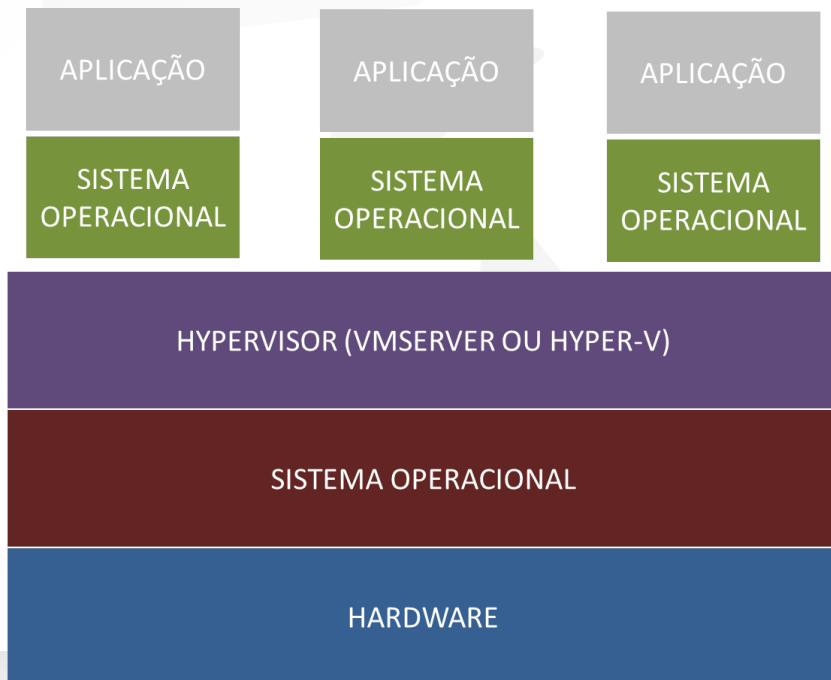 APLICAÇÃO
APLICAÇÃO
APLICAÇÃO
SISTEMA
OPERACIONAL
SISTEMA
OPERACIONAL
SISTEMA
OPERACIONAL
HYPERVISOR (VMSERVER OU HYPER-V)
SISTEMA OPERACIONAL
HARDWARE